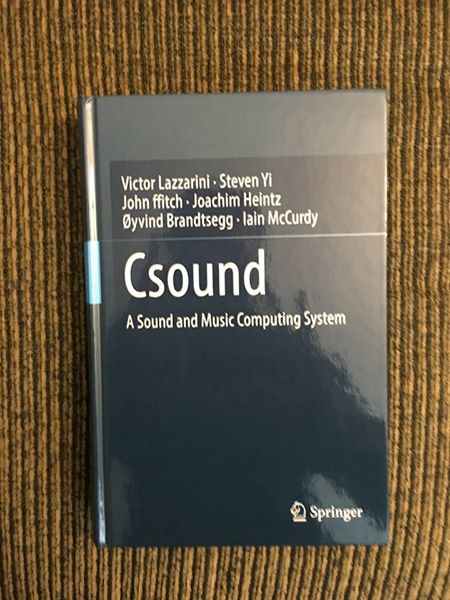 Victor Lazzarini · Steven Yi
John ffitch · Joachim Heintz
Øyvind Brandtsegg · Iain McCurdy
Csound
A Sound and Music Computing System
Springer